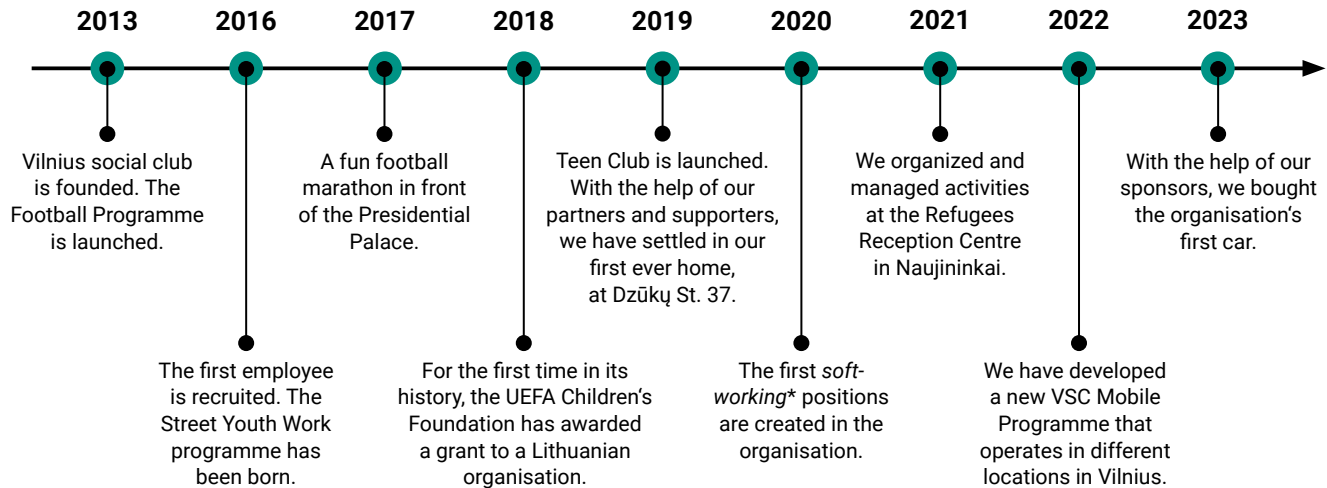 2013
2016
2017
2018
2019
2020
2021
2022
2023
Vilnius social club
is founded. The
Football Programme
is launched.
A fun football
marathon in front
of the Presidential
Palace.
Teen Club is launched.
With the help of our
partners and supporters,
we have settled in our
first ever home,
at Dzūkų St. 37.
We organized and
managed activities
at the Refugees
Reception Centre
in Naujininkai.
With the help of our
sponsors, we bought
the organisation‘s
first car.
The first employee
is recruited. The
Street Youth Work
programme has
been born.
For the first time in its
history, the UEFA Children‘s
Foundation has awarded
a grant to a Lithuanian
organisation.
The first soft-
working* positions
are created in the
organisation.
We have developed
a new VSC Mobile
Programme that
operates in different
locations in Vilnius.